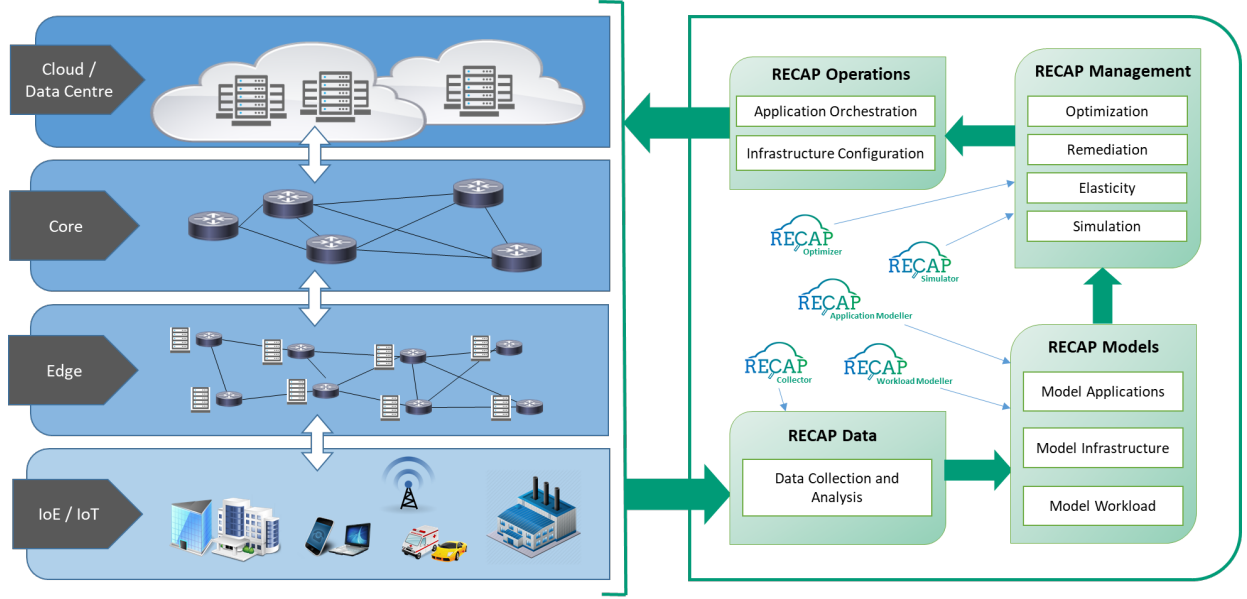 Cloud /
Data Centre
Core
Edge
IoE / IoT
RECAP Operations
Application Orchestration
Infrastructure Configuration
RECAP Management
Optimization
Remediation
Elasticity
Simulation
RECAP
Optimizer
RECAP
Simulator
RECAP
Application Modeller
RECAP
Collector
RECAP
Workload Modeller
RECAP Models
Model Applications
Model Infrastructure
Model Workload
RECAP Data
Data Collection and
Analysis